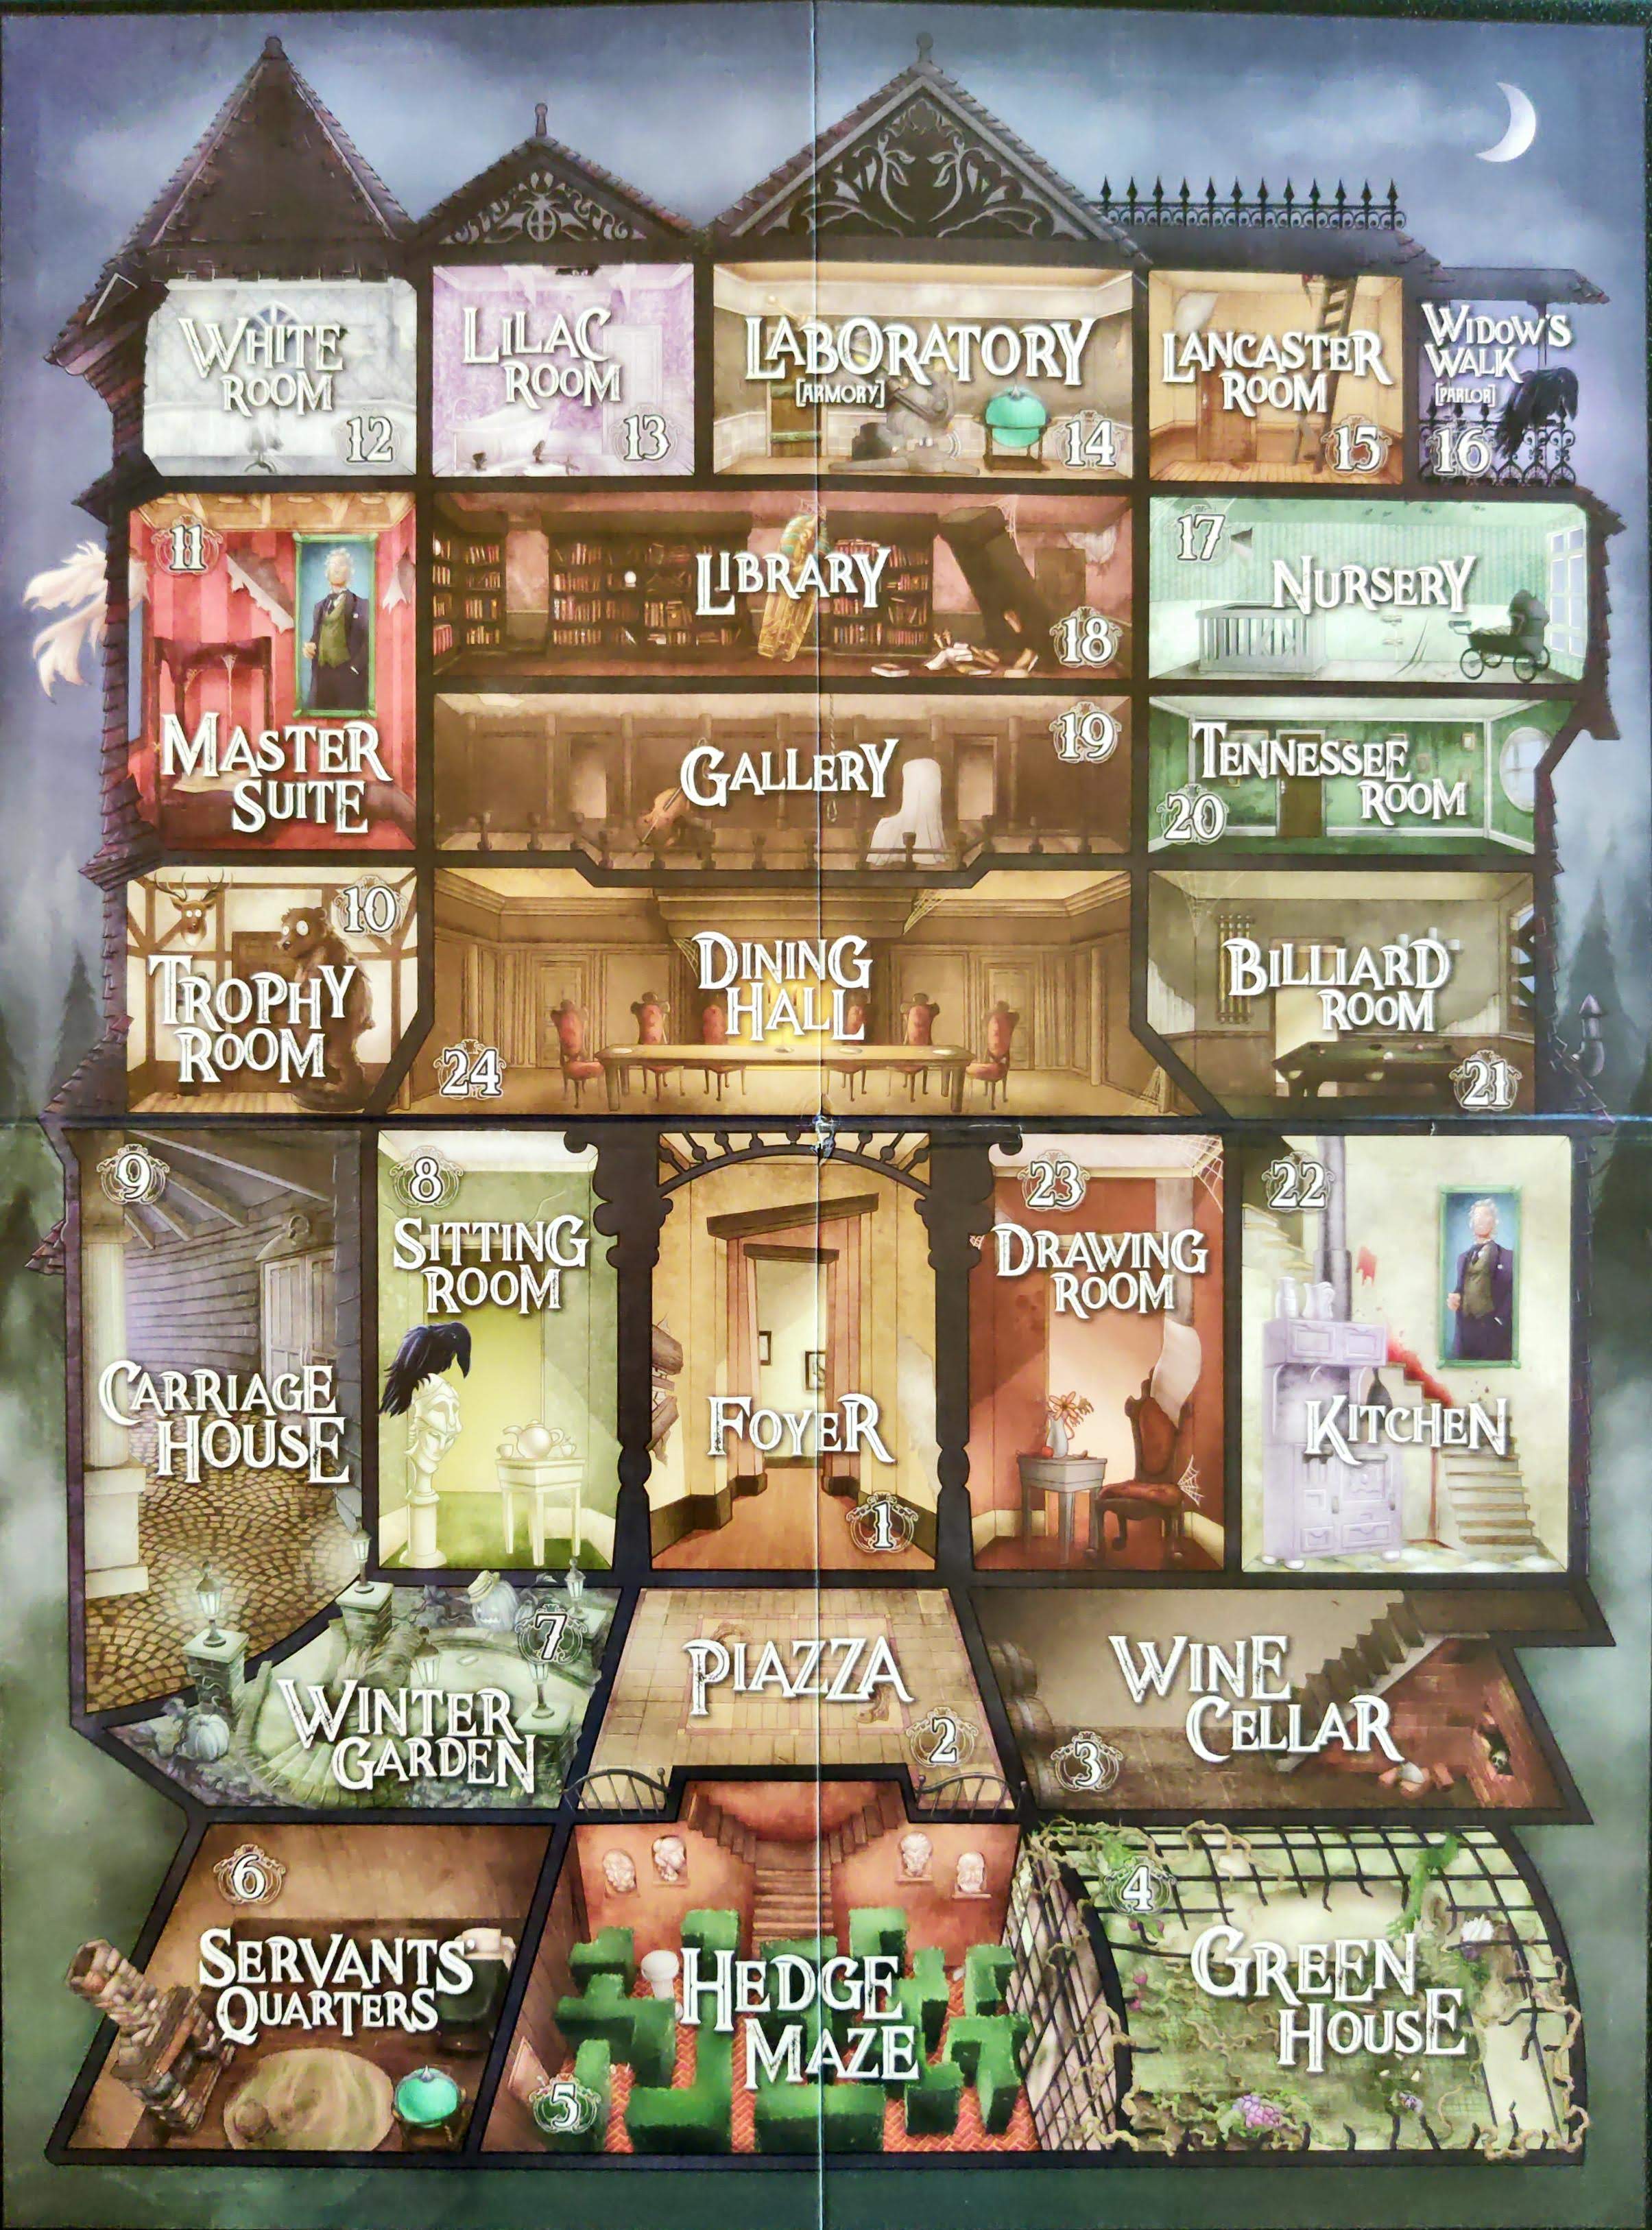 WHITE
ROOM
12
LILAC
ROOM
13
LABORATORY
[ARMORY]
14
LANCASTER
ROOM
15
WIDOW'S
WALK
[PARLOR]
16
11
MASTER
SUITE
LIBRARY
18
17
NURSERY
19
GALLERY
TENNESSEE
ROOM
20
10
TROPHY
ROOM
DINING
HALL
24
BILLIARD
ROOM
21
9
CARRIAGE
HOUSE
8
SITTING
ROOM
FOYER
1
23
DRAWING
ROOM
22
KITCHEN
7
WINTER
GARDEN
PIAZZA
2
WINE
CELLAR
3
6
SERVANTS'
QUARTERS
HEDGE
MAZE
5
4
GREEN
HOUSE